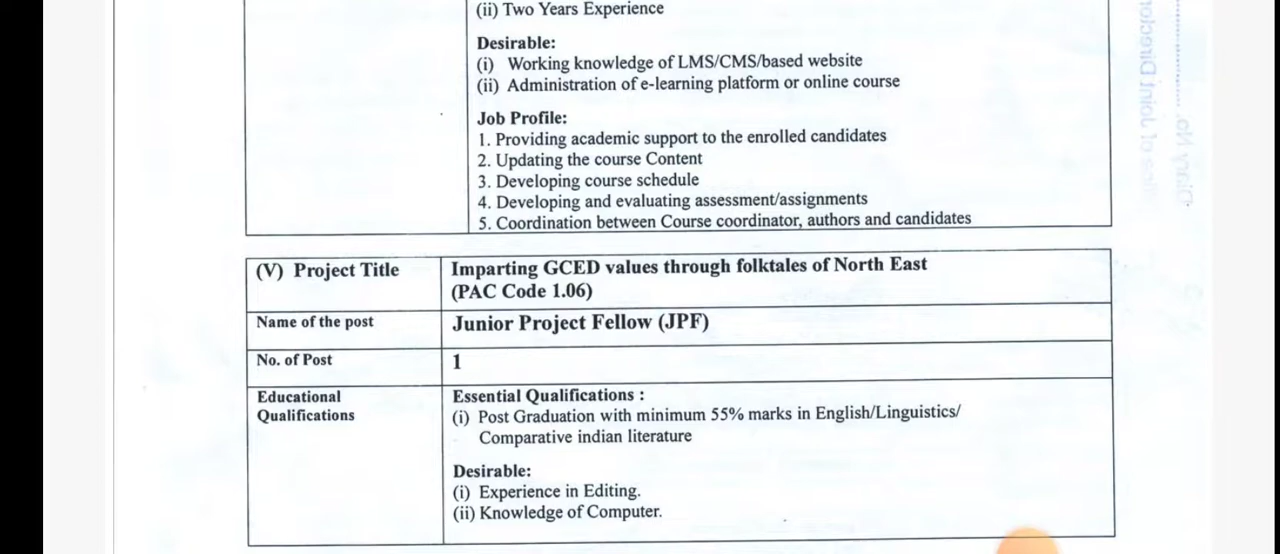 (ii) Two Years Experience
Desirable:
(i) Working knowledge of LMS/CMS/based website
(ii) Administration of e-learning platform or online course
Job Profile:
1. Providing academic support to the enrolled candidates
2. Updating the course Content
3. Developing course schedule
4. Developing and evaluating assessment/assignments
5. Coordination between Course coordinator, authors and candidates
(V) Project Title
Imparting GCED values through folktales of North East
(PAC Code 1.06)
Name of the post
Junior Project Fellow (JPF)
No. of Post
1
Educational
Qualifications
Essential Qualifications :
(i) Post Graduation with minimum 55% marks in English/Linguistics/
Comparative indian literature
Desirable:
(i) Experience in Editing.
(ii) Knowledge of Computer.
of Joint Director
Diary No.